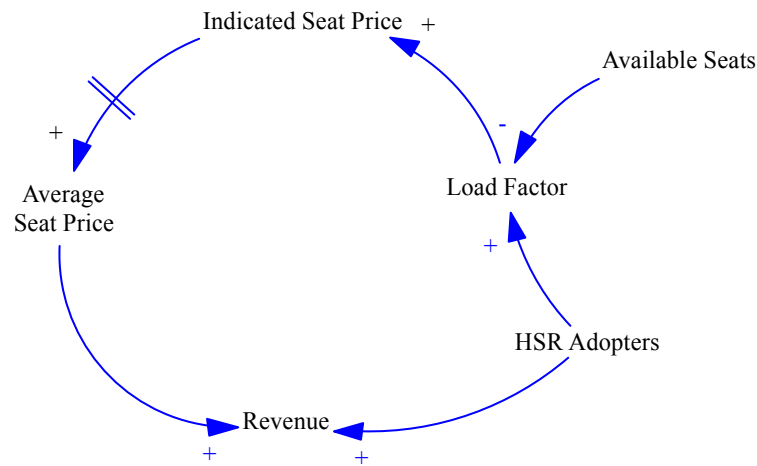 Indicated Seat Price +
Available Seats
+
-
Average
Seat Price
Load Factor
+
HSR Adopters
Revenue
+
+